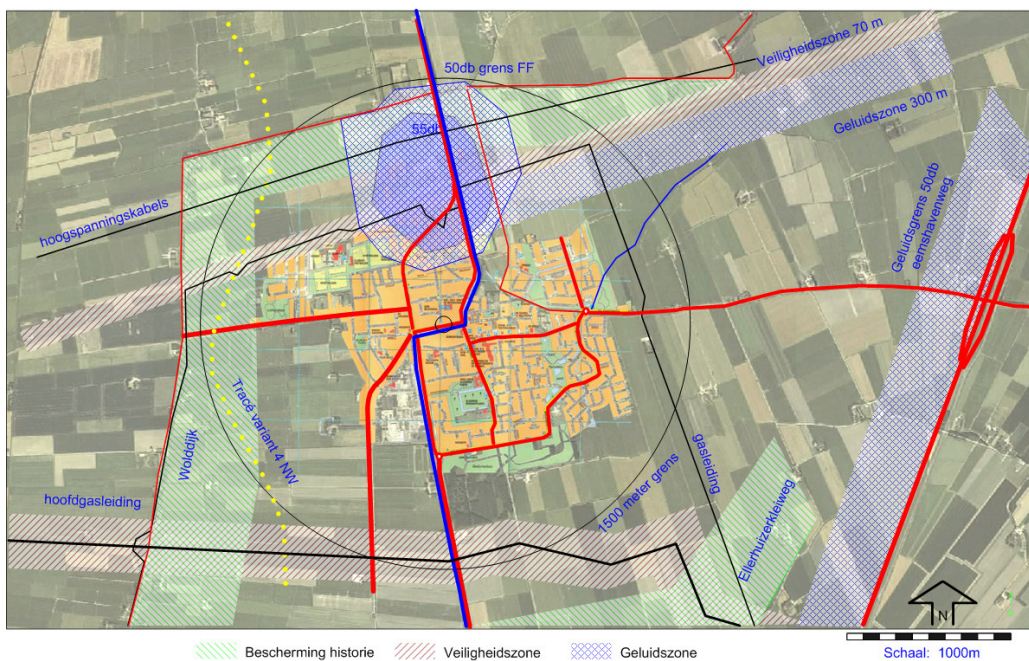 50db grens FF
Veiligheidszone 70 m
55db
Geluidszone 300 m
hoogspanningskabels
Geluidsgrens 50db
eemshavenweg
Tracé variant 4 NW
Wolddijk
gasleiding
hoofdgasleiding
1500 meter grens
Ellerhuizerkleiweg
N
Bescherming historie
Veiligheidszone
Geluidszone
Schaal: 1000m